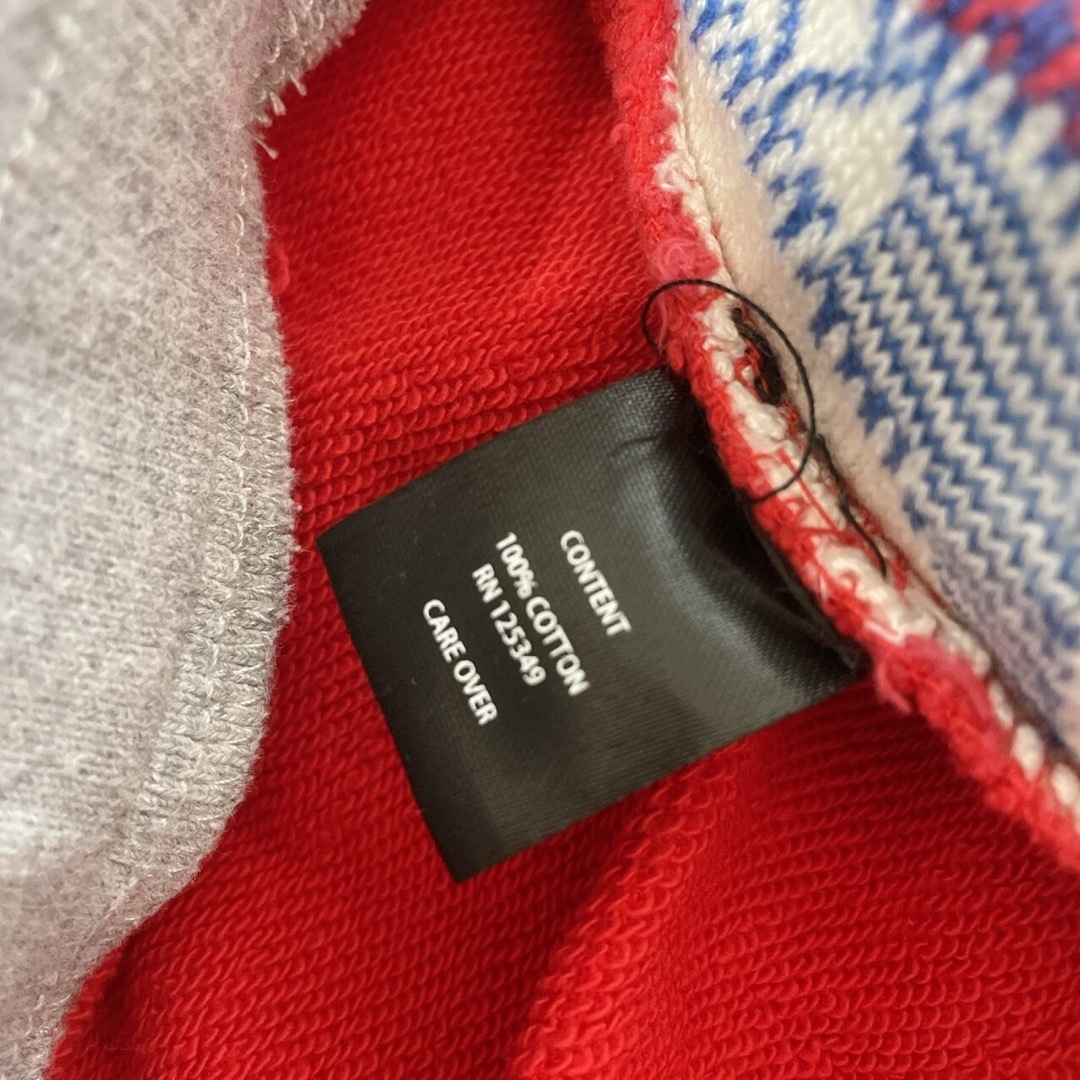 CONTENT
100% COTTON
RN 125349
CARE OVER